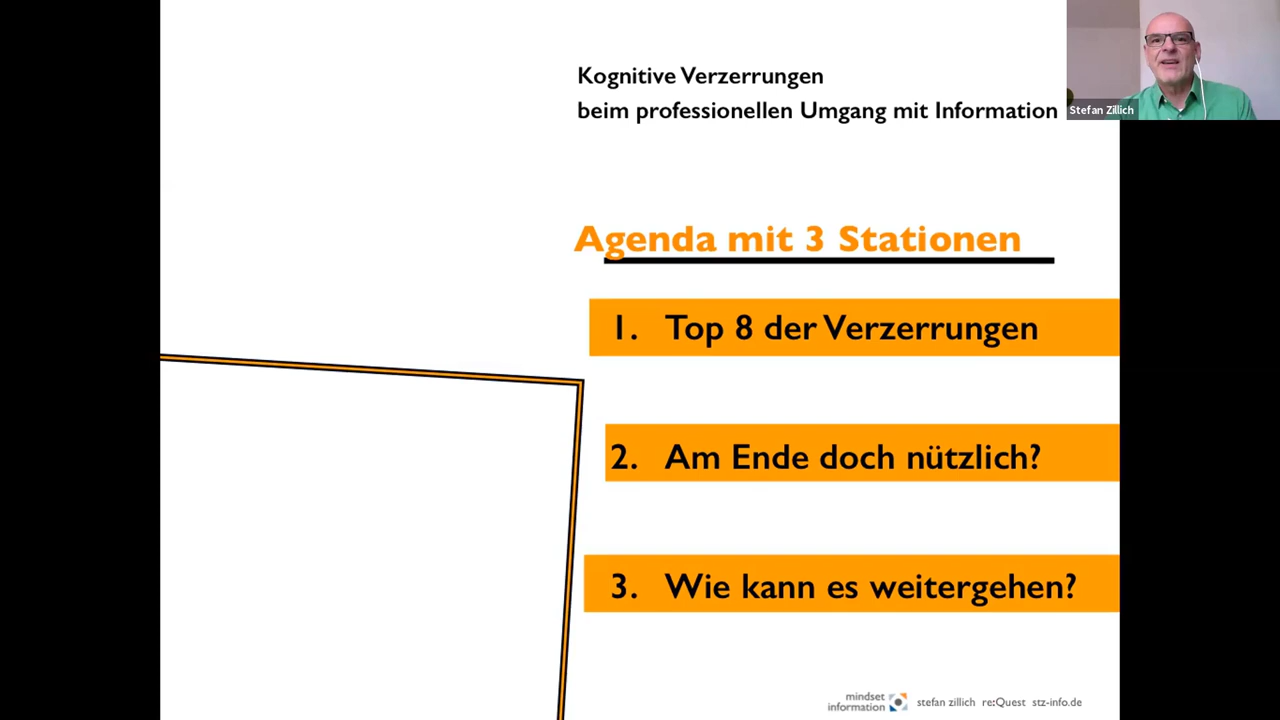 Kognitive Verzerrungen
beim professionellen Umgang mit Information
Stefan Zillich
Agenda mit 3 Stationen
1. Top 8 der Verzerrungen
2. Am Ende doch nützlich?
3. Wie kann es weitergehen?
mindset
information
stefan zillich re:Quest stz-info.de